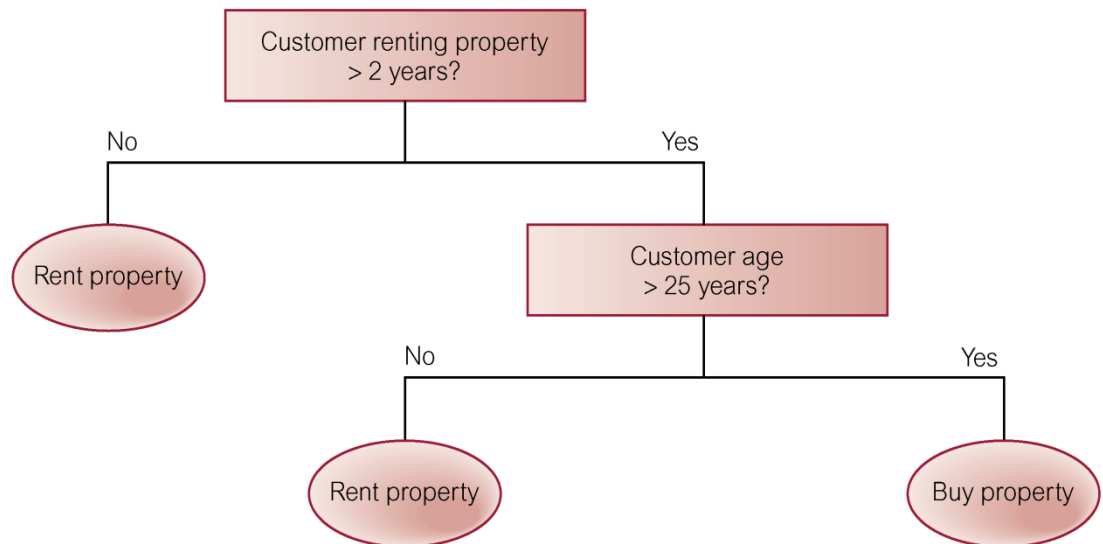 Customer renting property
> 2 years?
No
Yes
Rent property
Customer age
> 25 years?
No
Yes
Rent property
Buy property